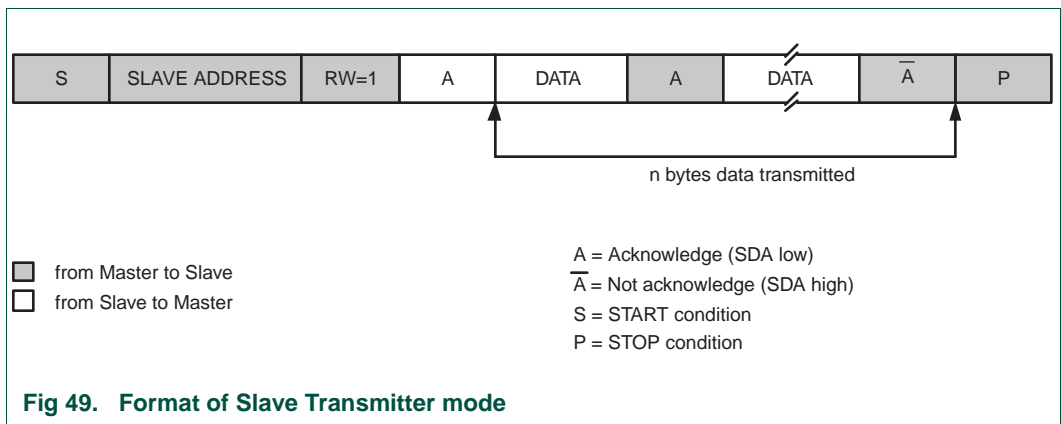 S SLAVE ADDRESS RW=1 A DATA A DATA A̅ P
n bytes data transmitted
from Master to Slave
from Slave to Master
A = Acknowledge (SDA low)
A̅ = Not acknowledge (SDA high)
S = START condition
P = STOP condition
Fig 49. Format of Slave Transmitter mode